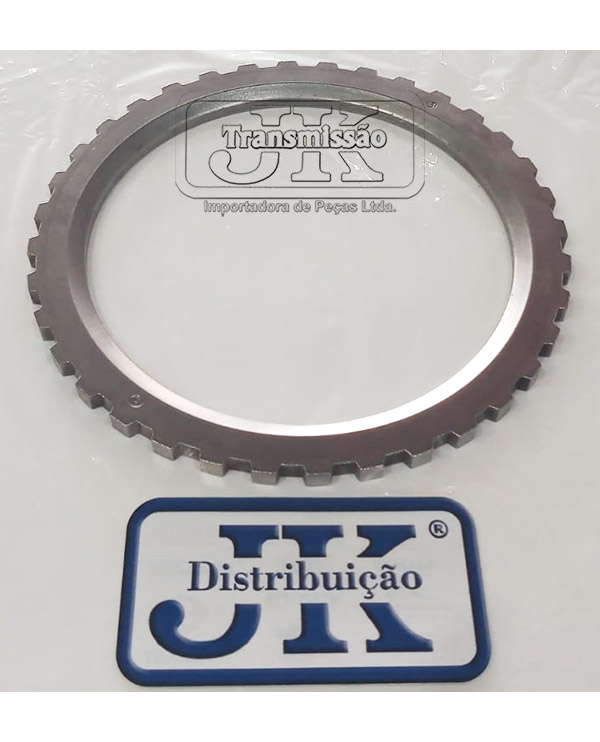 JK
Transmissão
Importadora de Peças Ltda.
JK ®
Distribuição